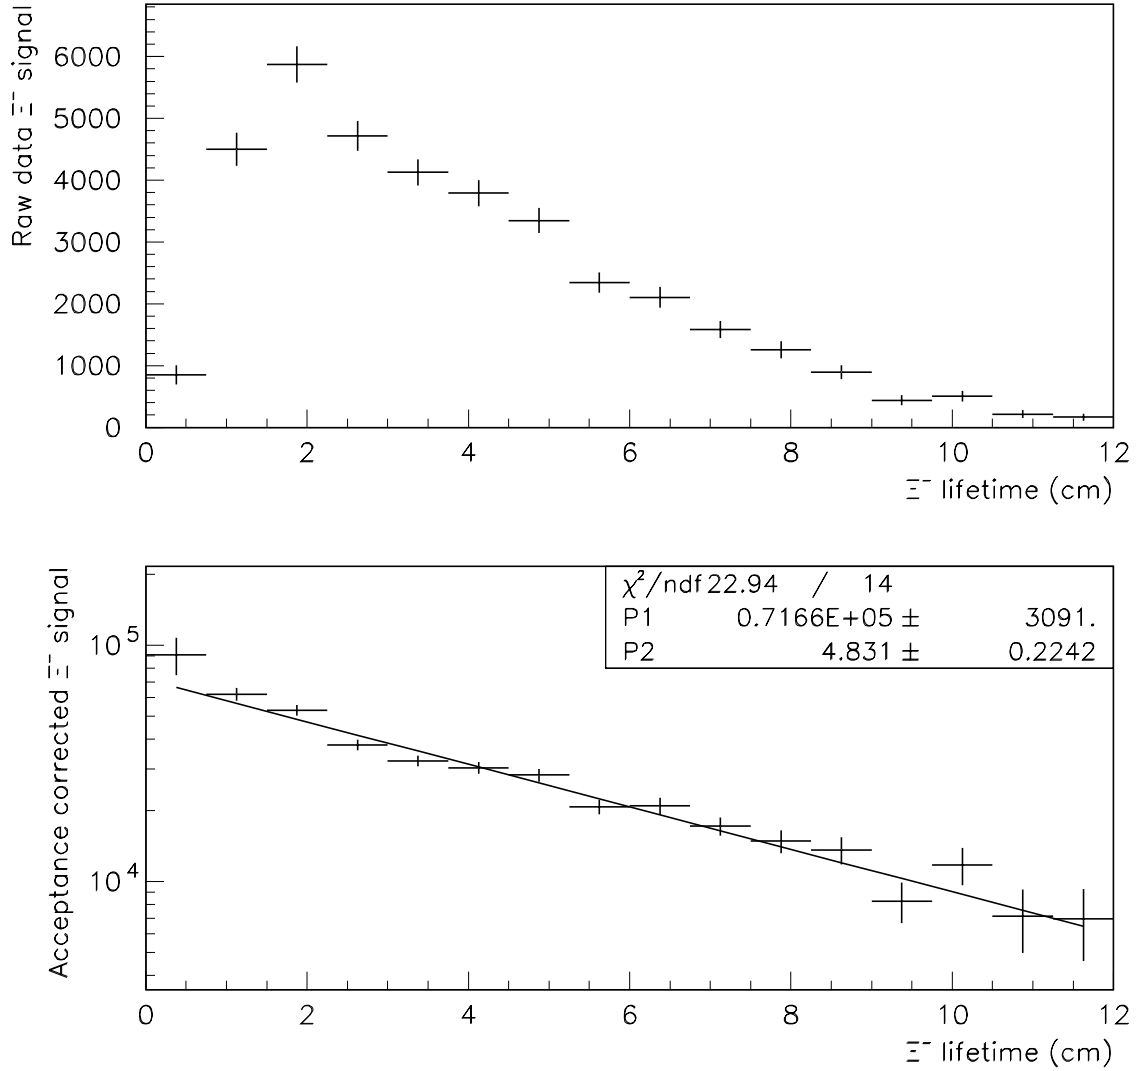 Raw data Ξ⁻ signal
6000
5000
4000
3000
2000
1000
0
0 2 4 6 8 10 12
Ξ⁻ lifetime (cm)
Acceptance corrected Ξ⁻ signal
χ²/ndf 22.94 / 14
P1 0.7166E+05 ± 3091.
P2 4.831 ± 0.2242
10⁵
10⁴
0 2 4 6 8 10 12
Ξ⁻ lifetime (cm)